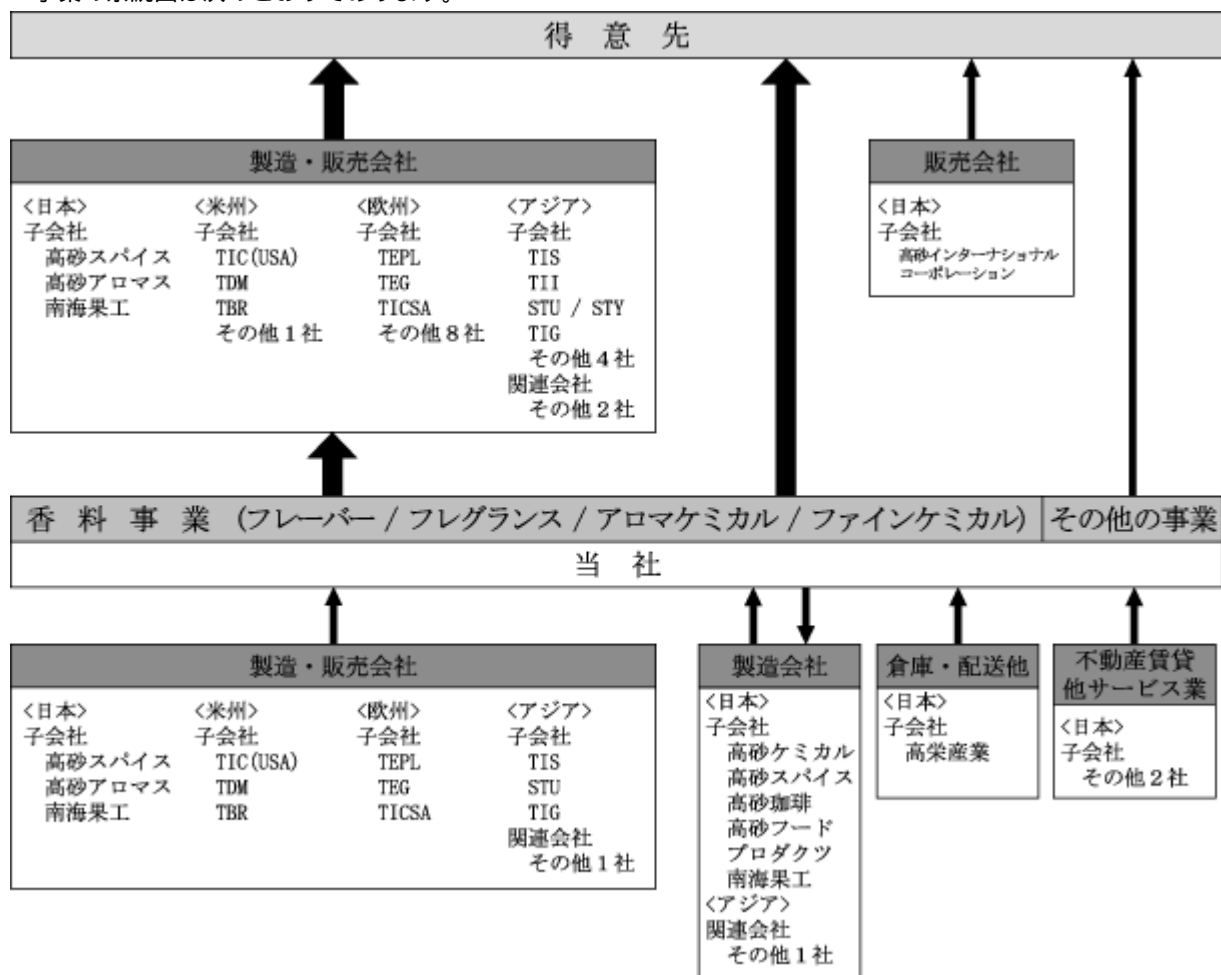 事業の系統図は次のとおりであります。
得 意 先
製造・販売会社
<日本>
子会社
高砂スパイス
高砂アロマス
南海果工
<米州>
子会社
TIC(USA)
TDM
TBR
その他1社
<欧州>
子会社
TEPL
TEG
TICSA
その他8社
<アジア>
子会社
TIS
TII
STU / STY
TIG
その他4社
関連会社
その他2社
販売会社
<日本>
子会社
高砂インターナショナル
コーポレーション
香 料 事 業 (フレーバー / フレグランス / アロマケミカル / ファインケミカル)
その他の事業
当 社
製造・販売会社
<日本>
子会社
高砂スパイス
高砂アロマス
南海果工
<米州>
子会社
TIC(USA)
TDM
TBR
<欧州>
子会社
TEPL
TEG
TICSA
<アジア>
子会社
TIS
STU
TIG
関連会社
その他1社
製造会社
<日本>
子会社
高砂ケミカル
高砂スパイス
高砂珈琲
高砂フード
プロダクツ
南海果工
<アジア>
関連会社
その他1社
倉庫・配送他
<日本>
子会社
高栄産業
不動産賃貸
他サービス業
<日本>
子会社
その他2社